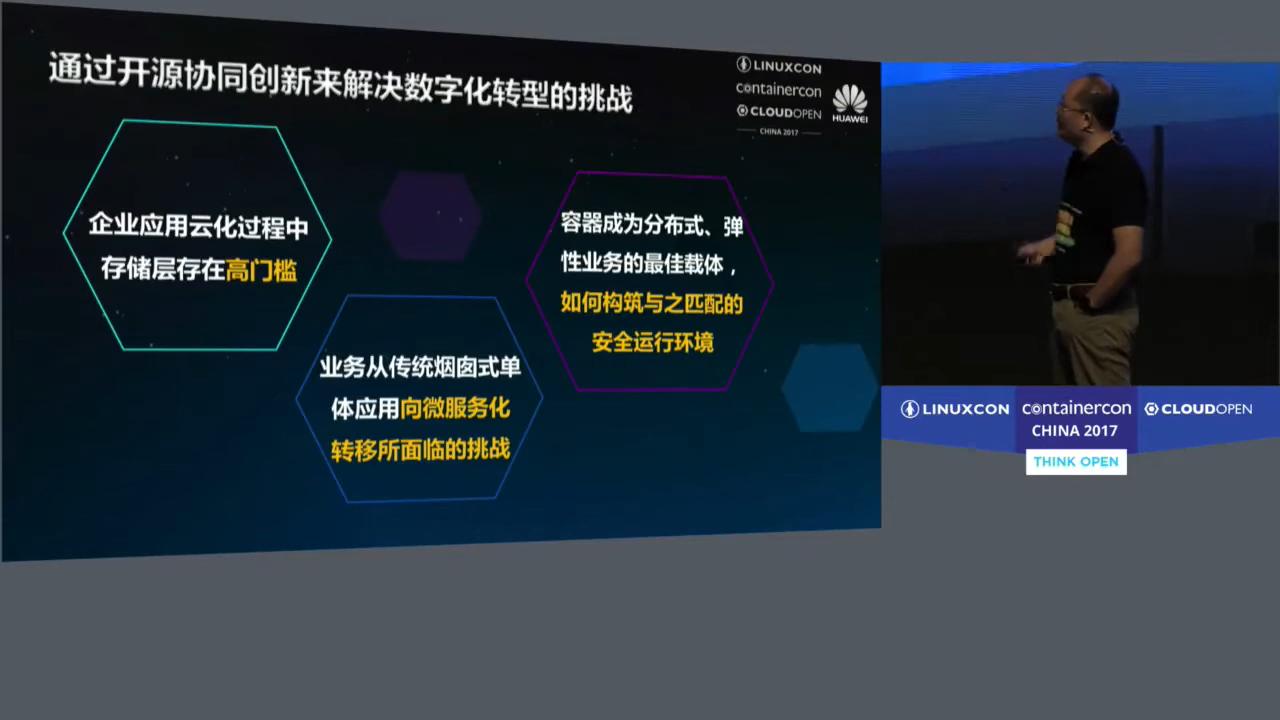 通过开源协同创新来解决数字化转型的挑战
LINUXCON
containercon
CLOUDOPEN
CHINA 2017
HUAWEI
企业应用云化过程中
存储层存在高门槛
业务从传统烟囱式单
体应用向微服务化
转移所面临的挑战
容器成为分布式、弹
性业务的最佳载体，
如何构筑与之匹配的
安全运行环境
LINUXCON containercon CLOUDOPEN
CHINA 2017
THINK OPEN